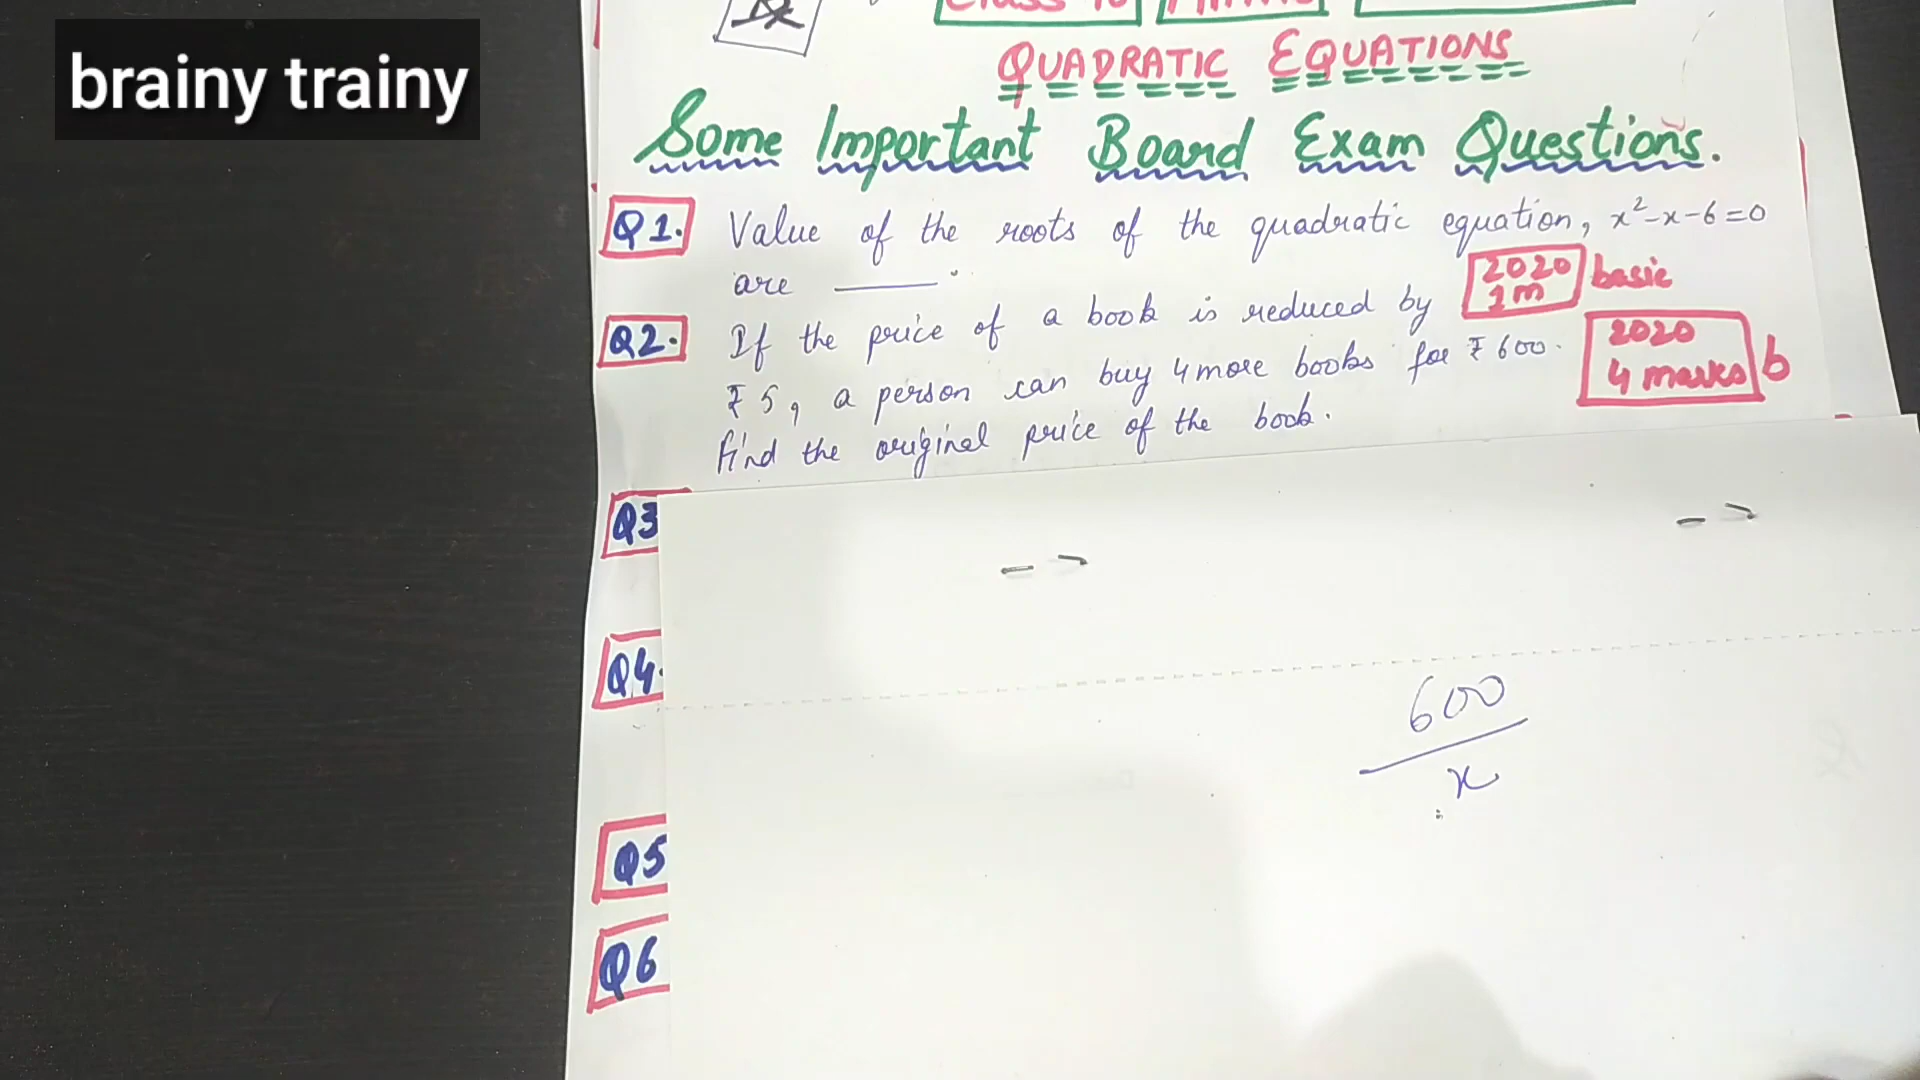 brainy trainy
Class 10
QUADRATIC EQUATIONS
Some Important Board Exam Questions.
Q1. Value of the roots of the quadratic equation, x²-x-6=0
are ______.
2020 1m basic
Q2. If the price of a book is reduced by
₹5, a person can buy 4 more books for ₹600.
find the original price of the book.
2020 4 marks b
Q3
Q4.
Q5
Q6
600
x